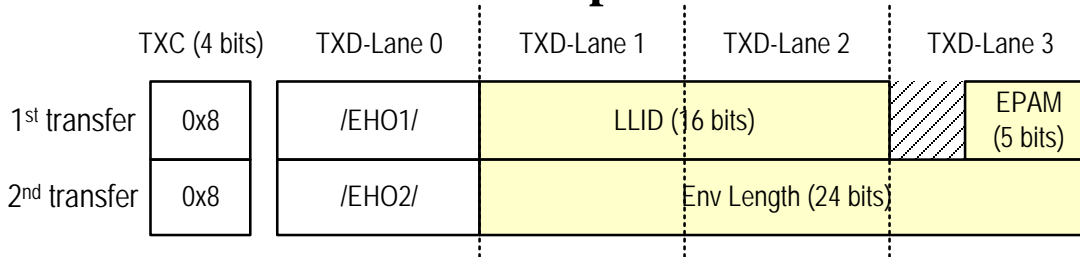 TXC (4 bits) TXD-Lane 0 TXD-Lane 1 TXD-Lane 2 TXD-Lane 3
1st transfer 0x8 /EHO1/ LLID (16 bits) EPAM (5 bits)
2nd transfer 0x8 /EHO2/ Env Length (24 bits)